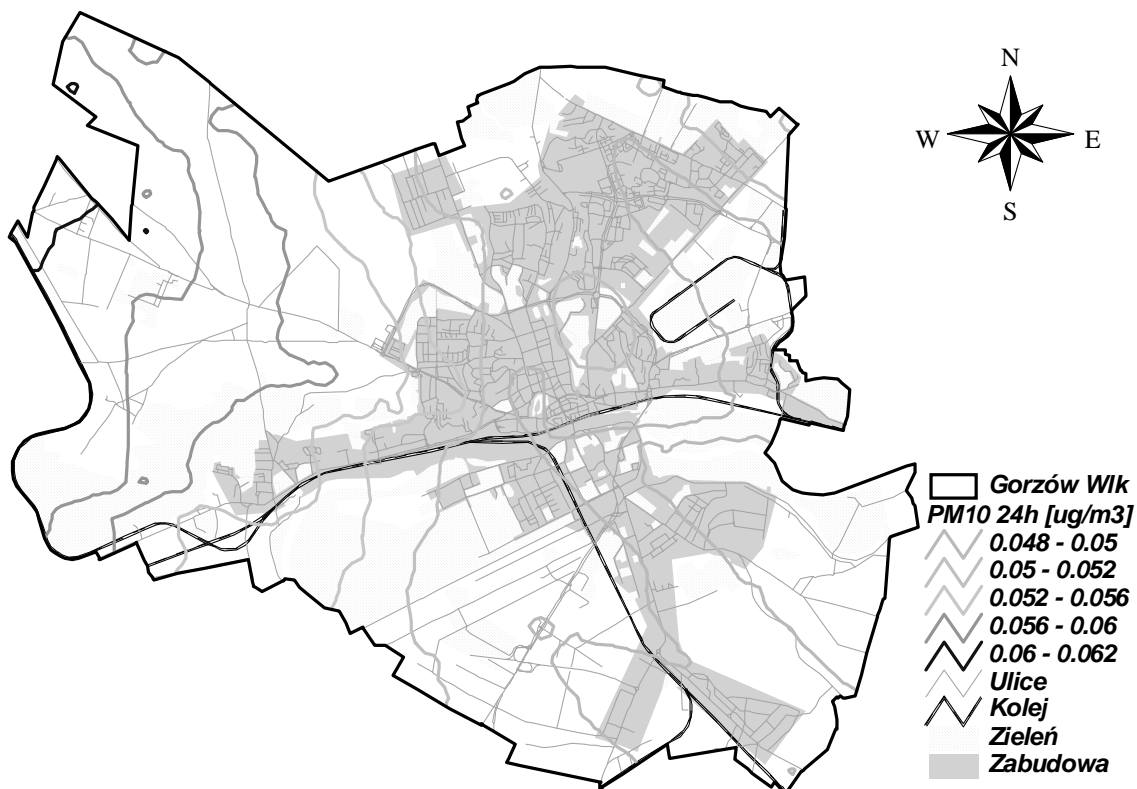 N
W
E
S
Gorzów Wlk
PM10 24h [ug/m3]
0.048 - 0.05
0.05 - 0.052
0.052 - 0.056
0.056 - 0.06
0.06 - 0.062
Ulice
Kolej
Zieleń
Zabudowa